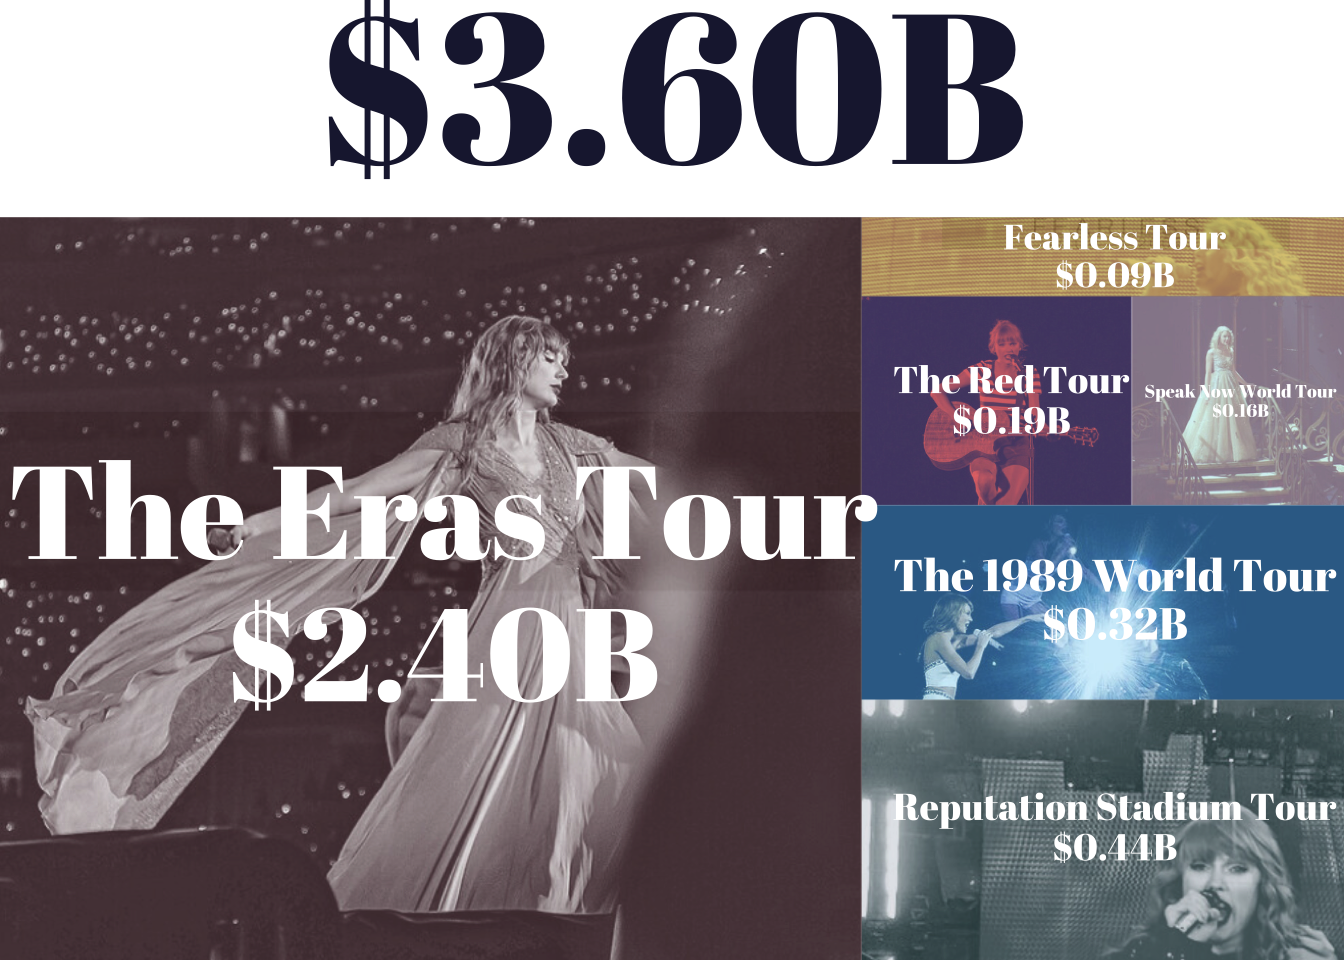 $3.60B
The Eras Tour
$2.40B
Fearless Tour
$0.09B
The Red Tour
$0.19B
Speak Now World Tour
$0.16B
The 1989 World Tour
$0.32B
Reputation Stadium Tour
$0.44B